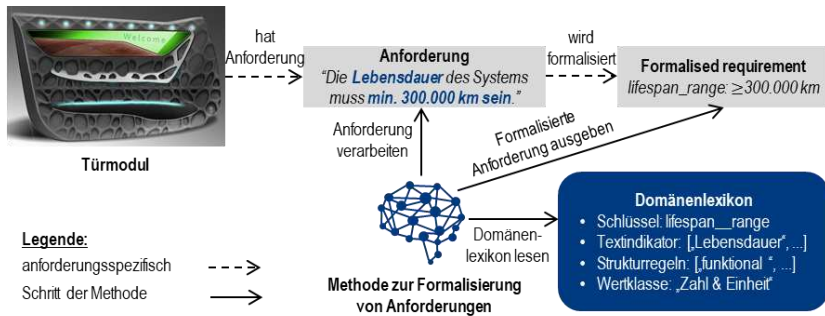 Welcome
Türmodul
hat
Anforderung
Anforderung
“Die Lebensdauer des Systems
muss min. 300.000 km sein.”
wird
formalisiert
Formalised requirement
lifespan_range: ≥300.000 km
Anforderung
verarbeiten
Formalisierte
Anforderung ausgeben
Domänen-
lexikon lesen
Methode zur Formalisierung
von Anforderungen
Domänenlexikon
• Schlüssel: lifespan__range
• Textindikator: [„Lebensdauer“, ...]
• Strukturregeln: [„funktional “, ...]
• Wertklasse: „Zahl & Einheit“
Legende:
anforderungsspezifisch
Schritt der Methode